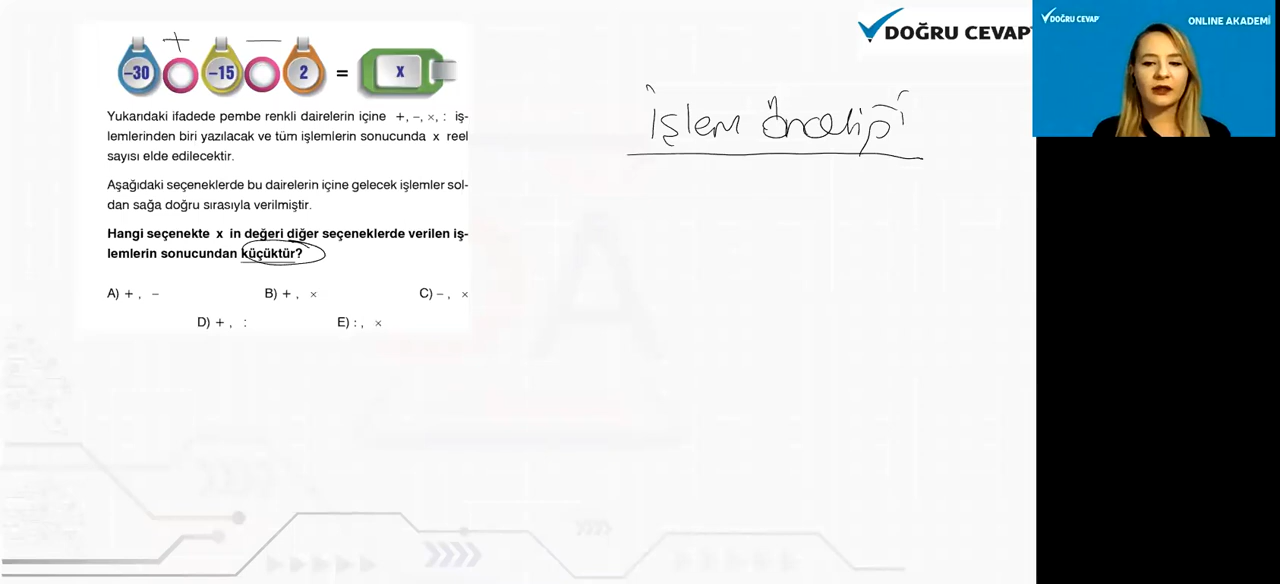 DOĞRU CEVAP
DOĞRU CEVAP
ONLINE AKADEMİ
+ −
−30 −15 2 = x
Yukarıdaki ifadede pembe renkli dairelerin içine +, −, ×, : iş-
lemlerinden biri yazılacak ve tüm işlemlerin sonucunda x reel
sayısı elde edilecektir.
Aşağıdaki seçeneklerde bu dairelerin içine gelecek işlemler sol-
dan sağa doğru sırasıyla verilmiştir.
Hangi seçenekte x in değeri diğer seçeneklerde verilen iş-
lemlerin sonucundan küçüktür?
A) + , −
B) + , ×
C) − , ×
D) + , :
E) : , ×
İşlem önceliği